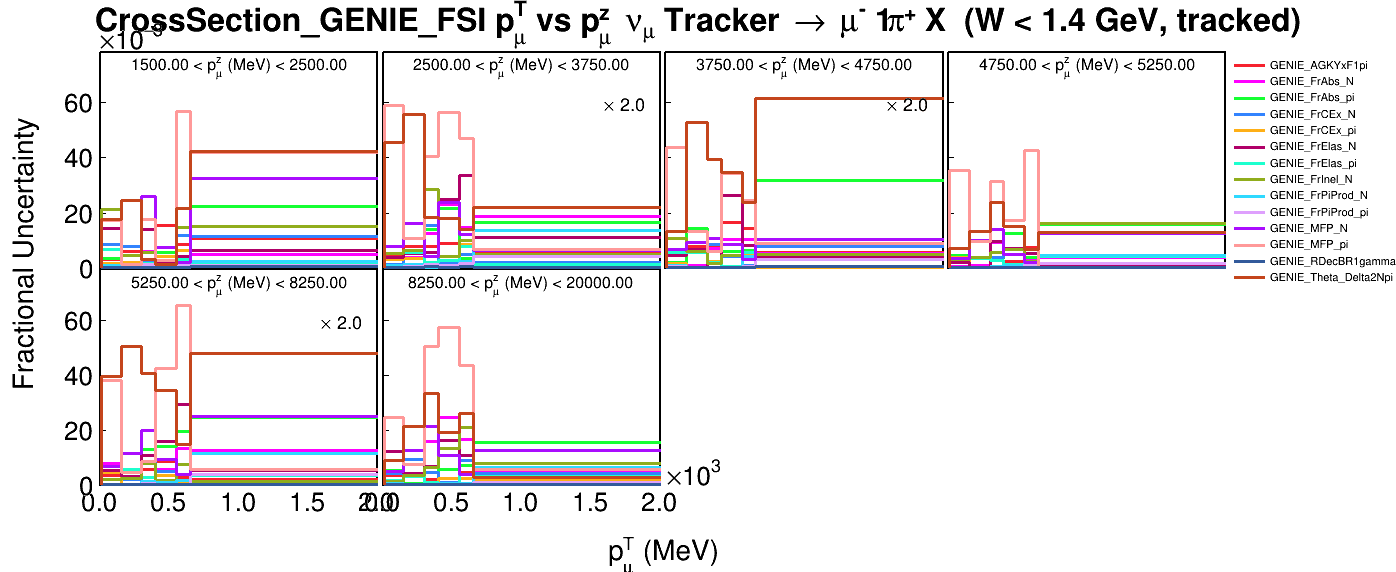 CrossSection_GENIE_FSI p_μ^T vs p_μ^z ν_μ Tracker → μ⁻ 1π⁺ X (W < 1.4 GeV, tracked)
×10⁻³
1500.00 < p_μ^z (MeV) < 2500.00
2500.00 < p_μ^z (MeV) < 3750.00
3750.00 < p_μ^z (MeV) < 4750.00
4750.00 < p_μ^z (MeV) < 5250.00
× 2.0
× 2.0
60
40
20
0
GENIE_AGKYxF1pi
GENIE_FrAbs_N
GENIE_FrAbs_pi
GENIE_FrCEx_N
GENIE_FrCEx_pi
GENIE_FrElas_N
GENIE_FrElas_pi
GENIE_FrInel_N
GENIE_FrPiProd_N
GENIE_FrPiProd_pi
GENIE_MFP_N
GENIE_MFP_pi
GENIE_RDecBR1gamma
GENIE_Theta_Delta2Npi
Fractional Uncertainty
5250.00 < p_μ^z (MeV) < 8250.00
8250.00 < p_μ^z (MeV) < 20000.00
× 2.0
60
40
20
0
0.0 0.5 1.0 1.5 2.0
0.0 0.5 1.0 1.5 2.0
×10³
p_μ^T (MeV)